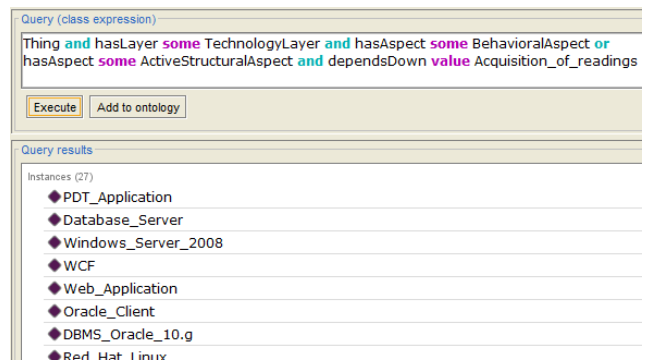 Query (class expression)
Thing and hasLayer some TechnologyLayer and hasAspect some BehavioralAspect or
hasAspect some ActiveStructuralAspect and dependsDown value Acquisition_of_readings
Execute Add to ontology
Query results
Instances (27)
PDT_Application
Database_Server
Windows_Server_2008
WCF
Web_Application
Oracle_Client
DBMS_Oracle_10.g
Red_Hat_Linux